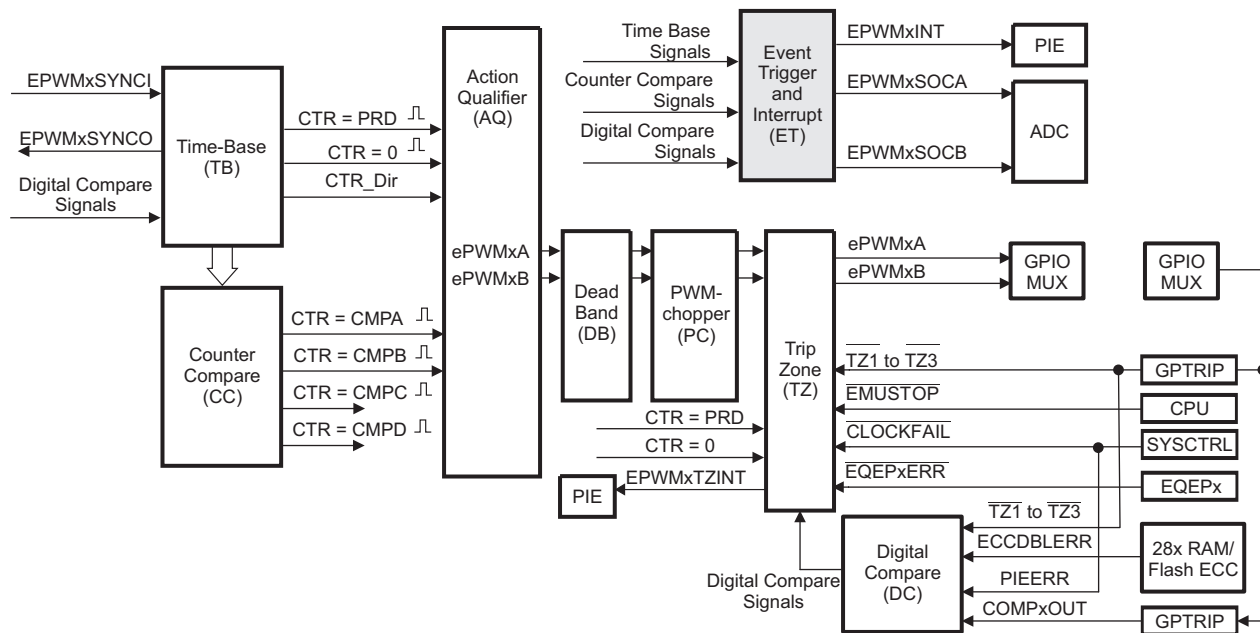 EPWMxSYNCI
EPWMxSYNCO
Digital Compare
Signals
Time-Base
(TB)
CTR = PRD
CTR = 0
CTR_Dir
Counter
Compare
(CC)
CTR = CMPA
CTR = CMPB
CTR = CMPC
CTR = CMPD
Action
Qualifier
(AQ)
ePWMxA
ePWMxB
Time Base
Signals
Counter Compare
Signals
Digital Compare
Signals
Event
Trigger
and
Interrupt
(ET)
EPWMxINT
EPWMxSOCA
EPWMxSOCB
PIE
ADC
Dead
Band
(DB)
PWM-
chopper
(PC)
Trip
Zone
(TZ)
ePWMxA
ePWMxB
GPIO
MUX
GPIO
MUX
TZ1 to TZ3
EMUSTOP
CLOCKFAIL
EQEPxERR
GPTRIP
CPU
SYSCTRL
EQEPx
CTR = PRD
CTR = 0
EPWMxTZINT
PIE
Digital Compare
Signals
Digital
Compare
(DC)
TZ1 to TZ3
ECCDBLERR
PIEERR
COMPxOUT
28x RAM/
Flash ECC
GPTRIP